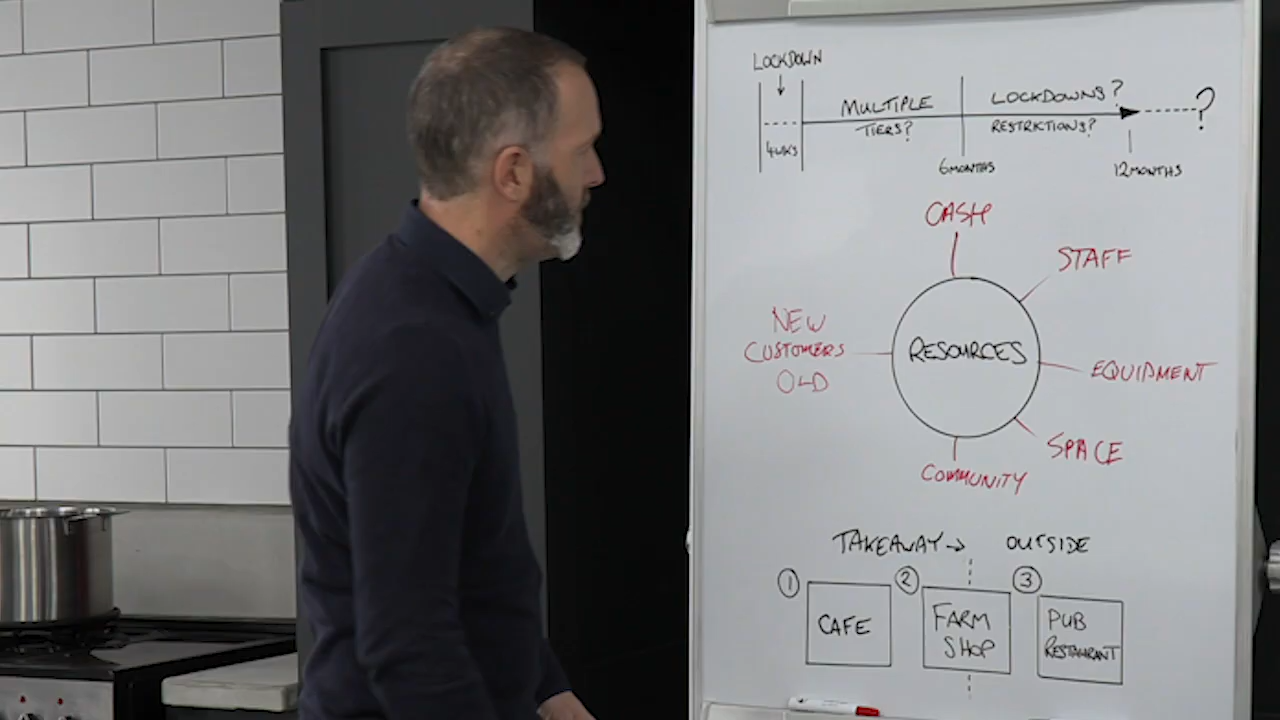 LOCKDOWN
MULTIPLE
TIERS?
LOCKDOWNS?
RESTRICTIONS?
?
4WKS
6MONTHS
12MONTHS
CASH
STAFF
NEW
CUSTOMERS
OLD
RESOURCES
EQUIPMENT
SPACE
COMMUNITY
TAKEAWAY → OUTSIDE
1 2 3
CAFE
FARM
SHOP
PUB
RESTAURANT